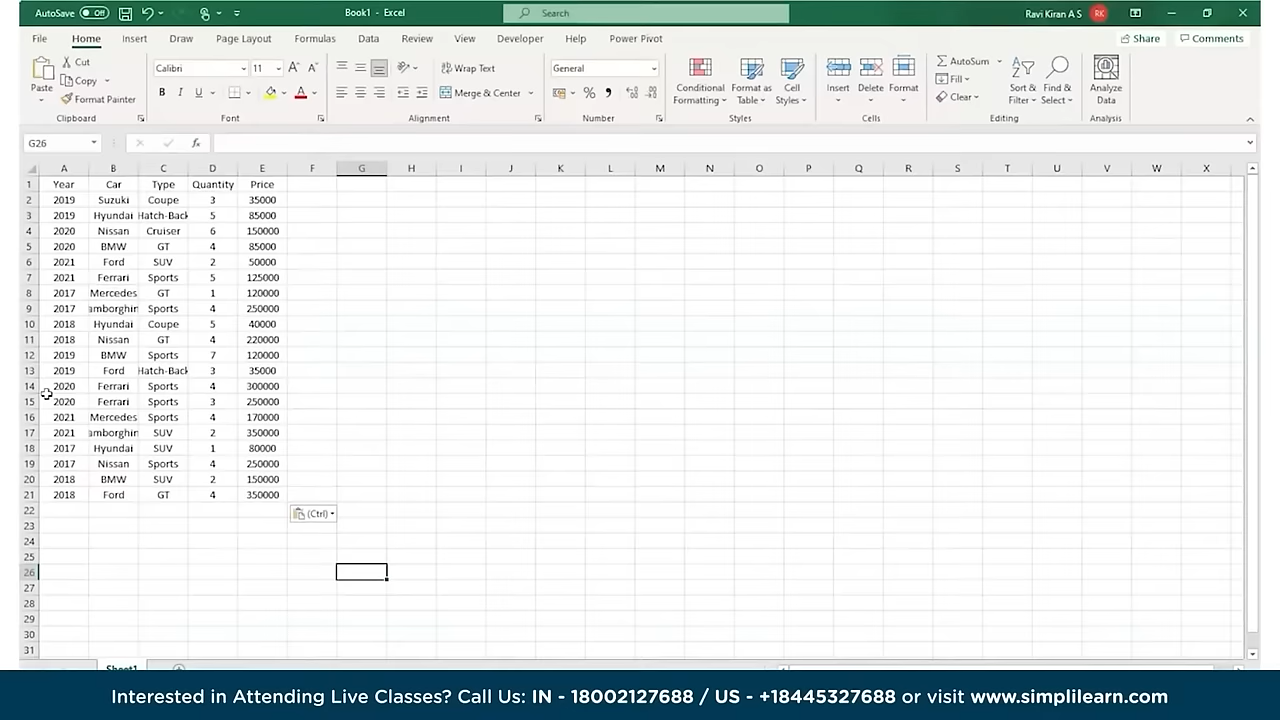 AutoSave Off Book1 - Excel Search Ravi Kiran A S RK
File Home Insert Draw Page Layout Formulas Data Review View Developer Help Power Pivot Share Comments
Paste Cut Copy Format Painter Clipboard
Calibri 11 A A B I U A Font
Wrap Text Merge & Center Alignment
General % Number
Conditional Formatting Format as Table Cell Styles Styles
Insert Delete Format Cells
AutoSum Fill Clear Sort & Filter Find & Select Editing
Analyze Data Analysis
G26 fx
A B C D E F G H I J K L M N O P Q R S T U V W X
1 Year Car Type Quantity Price
2 2019 Suzuki Coupe 3 35000
3 2019 Hyundai Hatch-Back 5 85000
4 2020 Nissan Cruiser 6 150000
5 2020 BMW GT 4 85000
6 2021 Ford SUV 2 50000
7 2021 Ferrari Sports 5 125000
8 2017 Mercedes GT 1 120000
9 2017 amborghin Sports 4 250000
10 2018 Hyundai Coupe 5 40000
11 2018 Nissan GT 4 220000
12 2019 BMW Sports 7 120000
13 2019 Ford Hatch-Back 3 35000
14 2020 Ferrari Sports 4 300000
15 2020 Ferrari Sports 3 250000
16 2021 Mercedes Sports 4 170000
17 2021 amborghin SUV 2 350000
18 2017 Hyundai SUV 1 80000
19 2017 Nissan Sports 4 250000
20 2018 BMW SUV 2 150000
21 2018 Ford GT 4 350000
22 (Ctrl)
23
24
25
26
27
28
29
30
31
Sheet1
Interested in Attending Live Classes? Call Us: IN - 18002127688 / US - +18445327688 or visit www.simplilearn.com